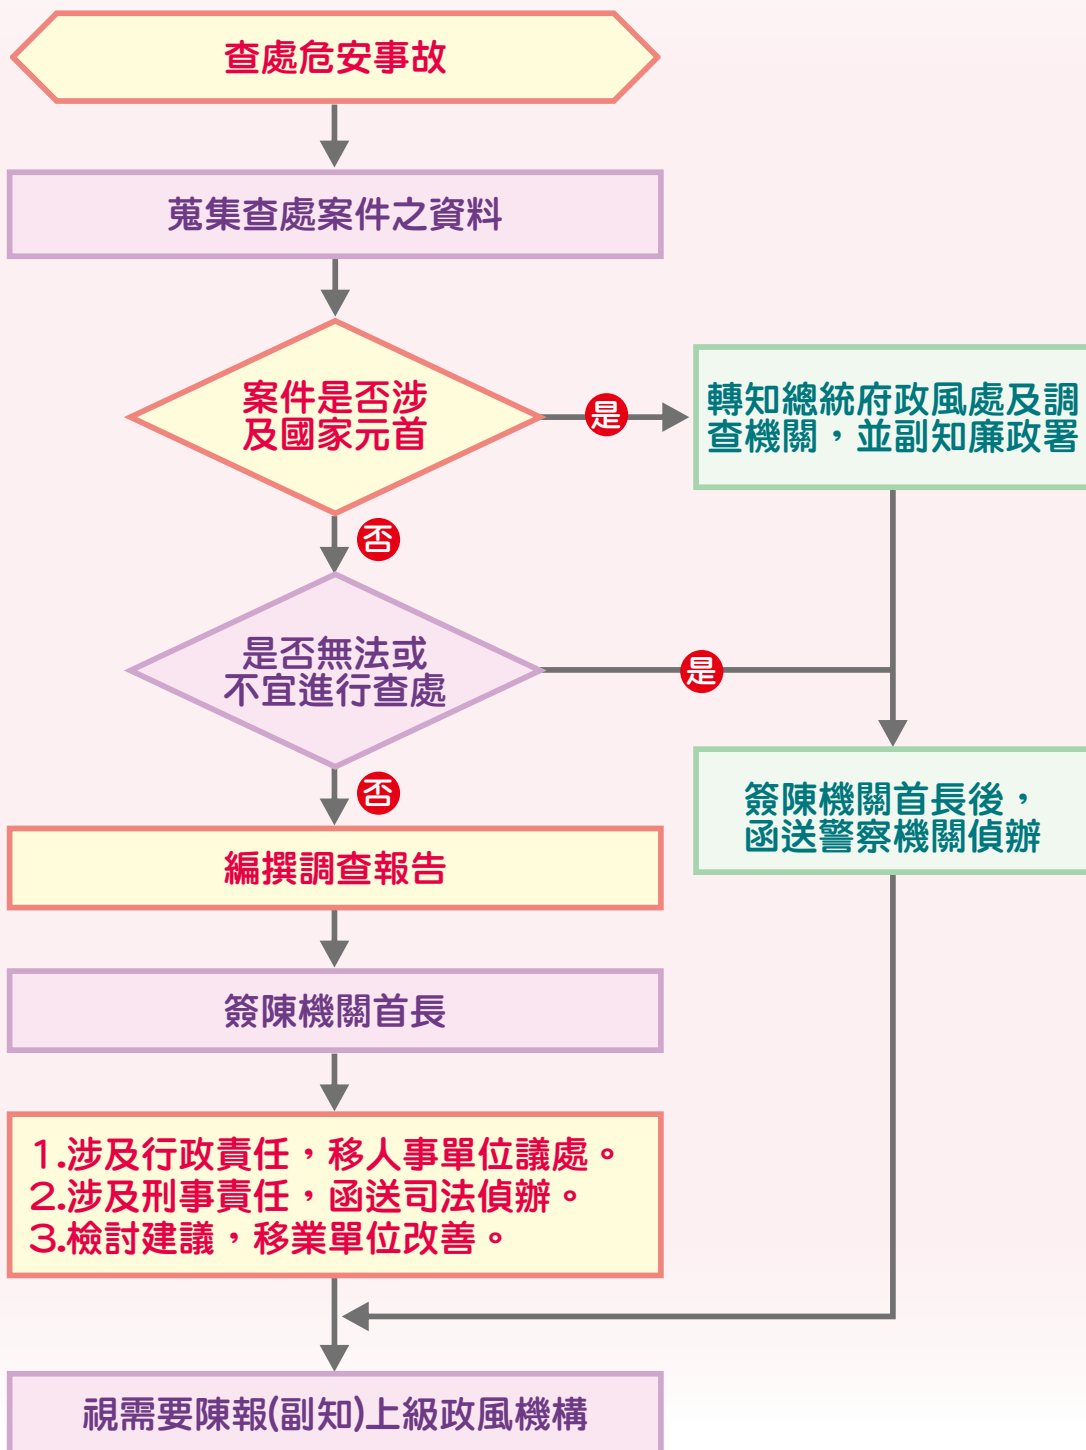 查處危安事故
蒐集查處案件之資料
案件是否涉
及國家元首
是
轉知總統府政風處及調
查機關，並副知廉政署
否
是否無法或
不宜進行查處
是
簽陳機關首長後，
函送警察機關偵辦
否
編撰調查報告
簽陳機關首長
1.涉及行政責任，移人事單位議處。
2.涉及刑事責任，函送司法偵辦。
3.檢討建議，移業單位改善。
視需要陳報(副知)上級政風機構